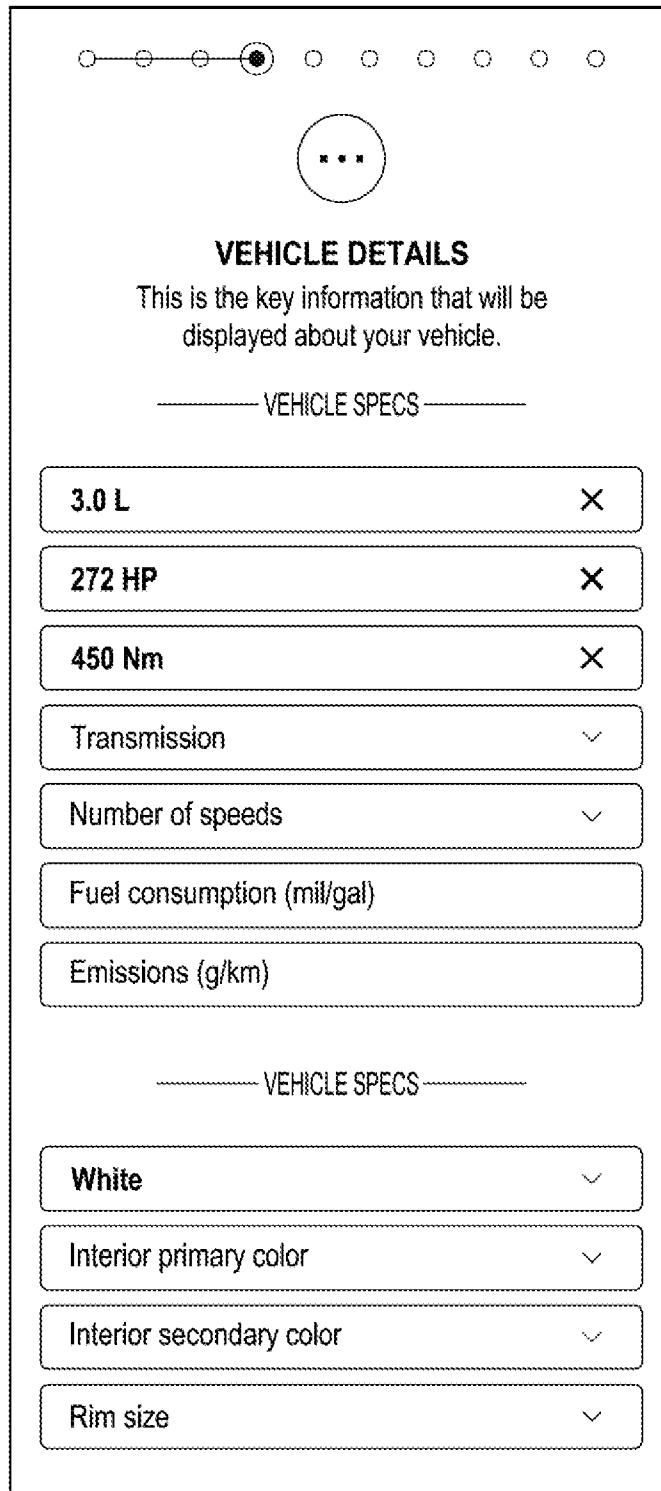 VEHICLE DETAILS
This is the key information that will be
displayed about your vehicle.
VEHICLE SPECS
3.0 L
272 HP
450 Nm
Transmission
Number of speeds
Fuel consumption (mil/gal)
Emissions (g/km)
VEHICLE SPECS
White
Interior primary color
Interior secondary color
Rim size